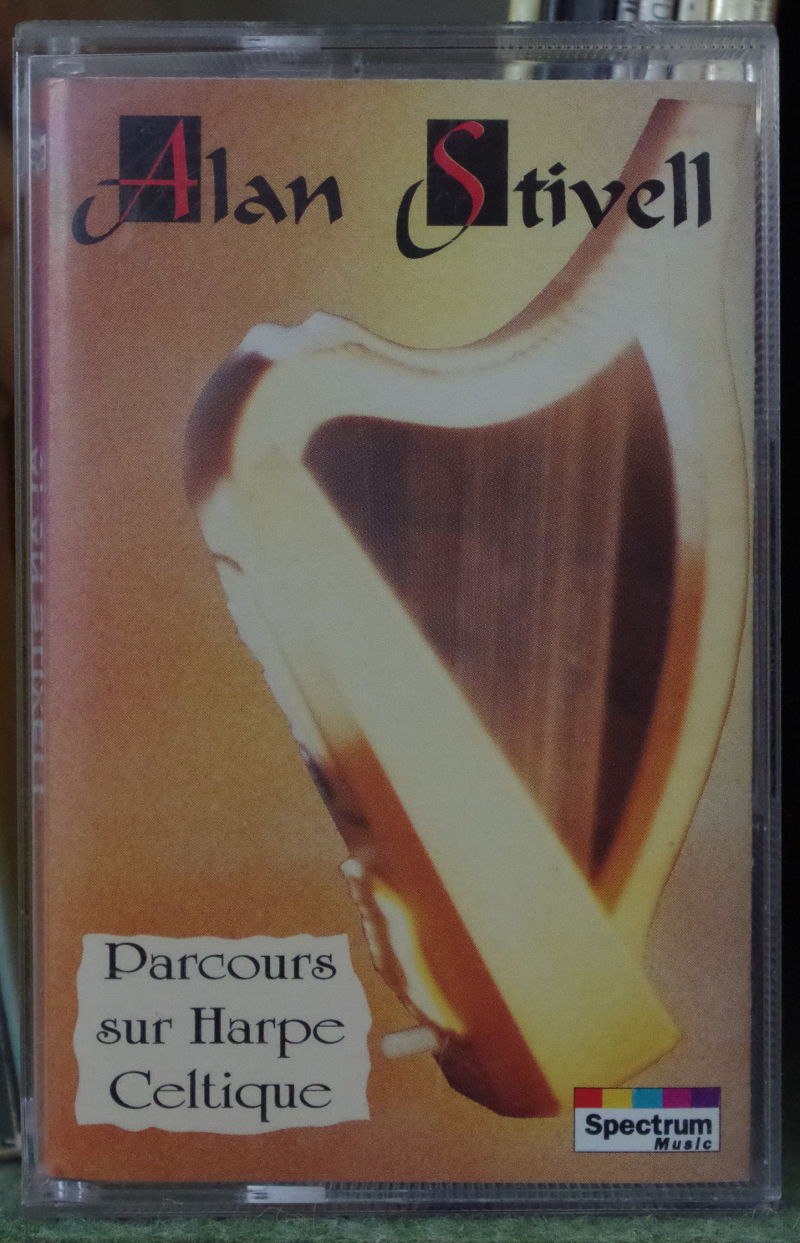 Alan Stivell
Parcours
sur Harpe
Celtique
Spectrum
Music